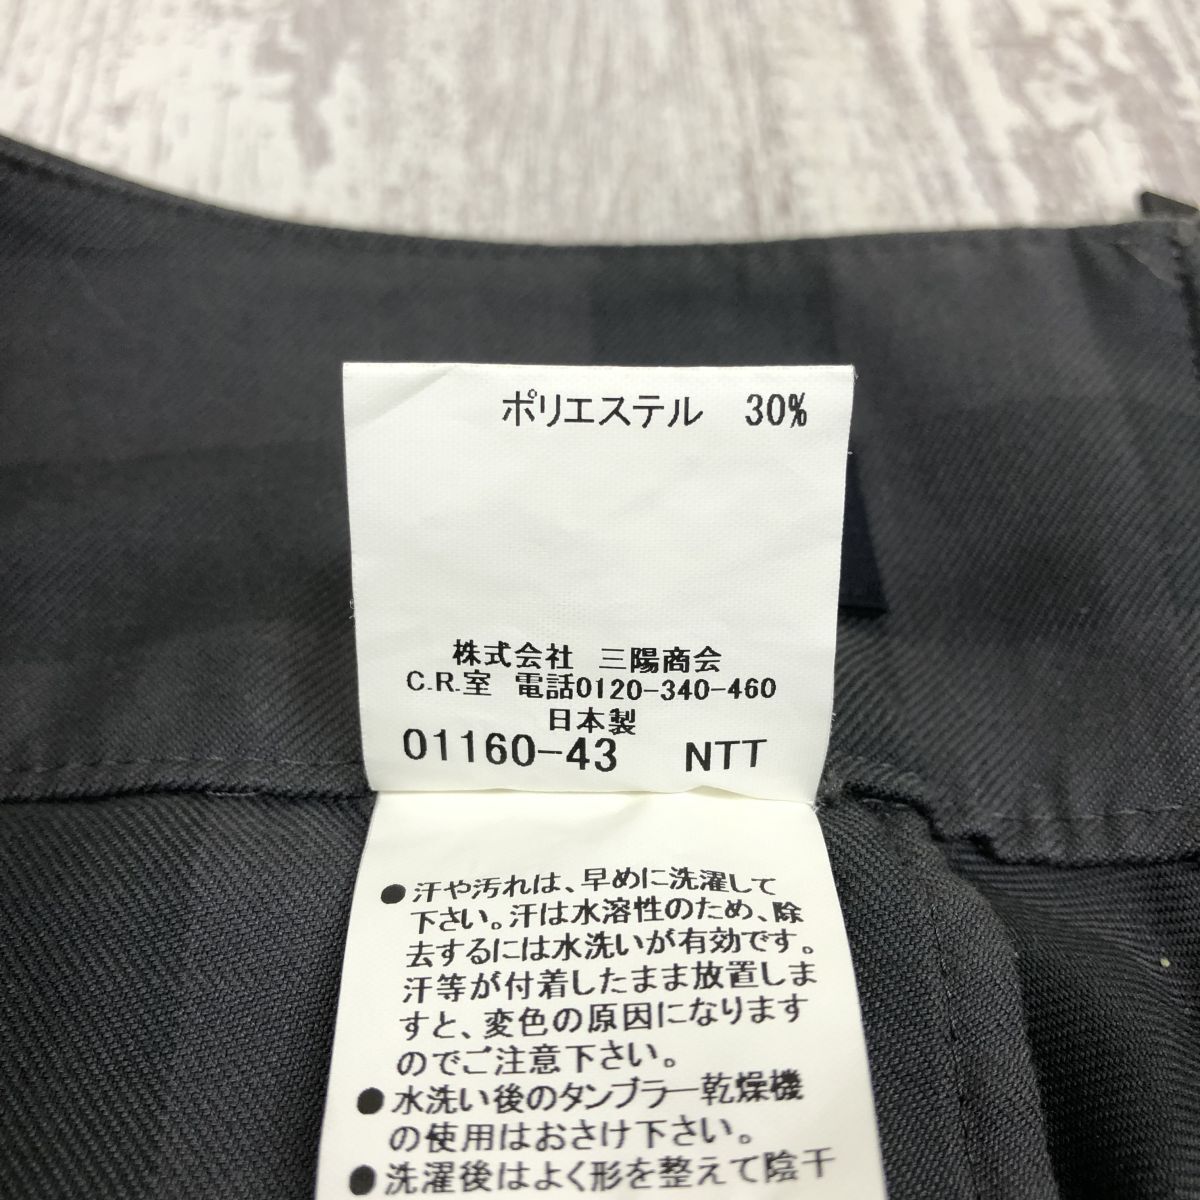 ポリエステル 30%
株式会社 三陽商会
C.R.室 電話0120-340-460
日本製
01160-43 NTT
●汗や汚れは、早めに洗濯して
下さい。汗は水溶性のため、除
去するには水洗いが有効です。
汗等が付着したまま放置しま
すと、変色の原因になります
のでご注意下さい。
●水洗い後のタンブラー乾燥機
の使用はおさけ下さい。
●洗濯後はよく形を整えて陰干